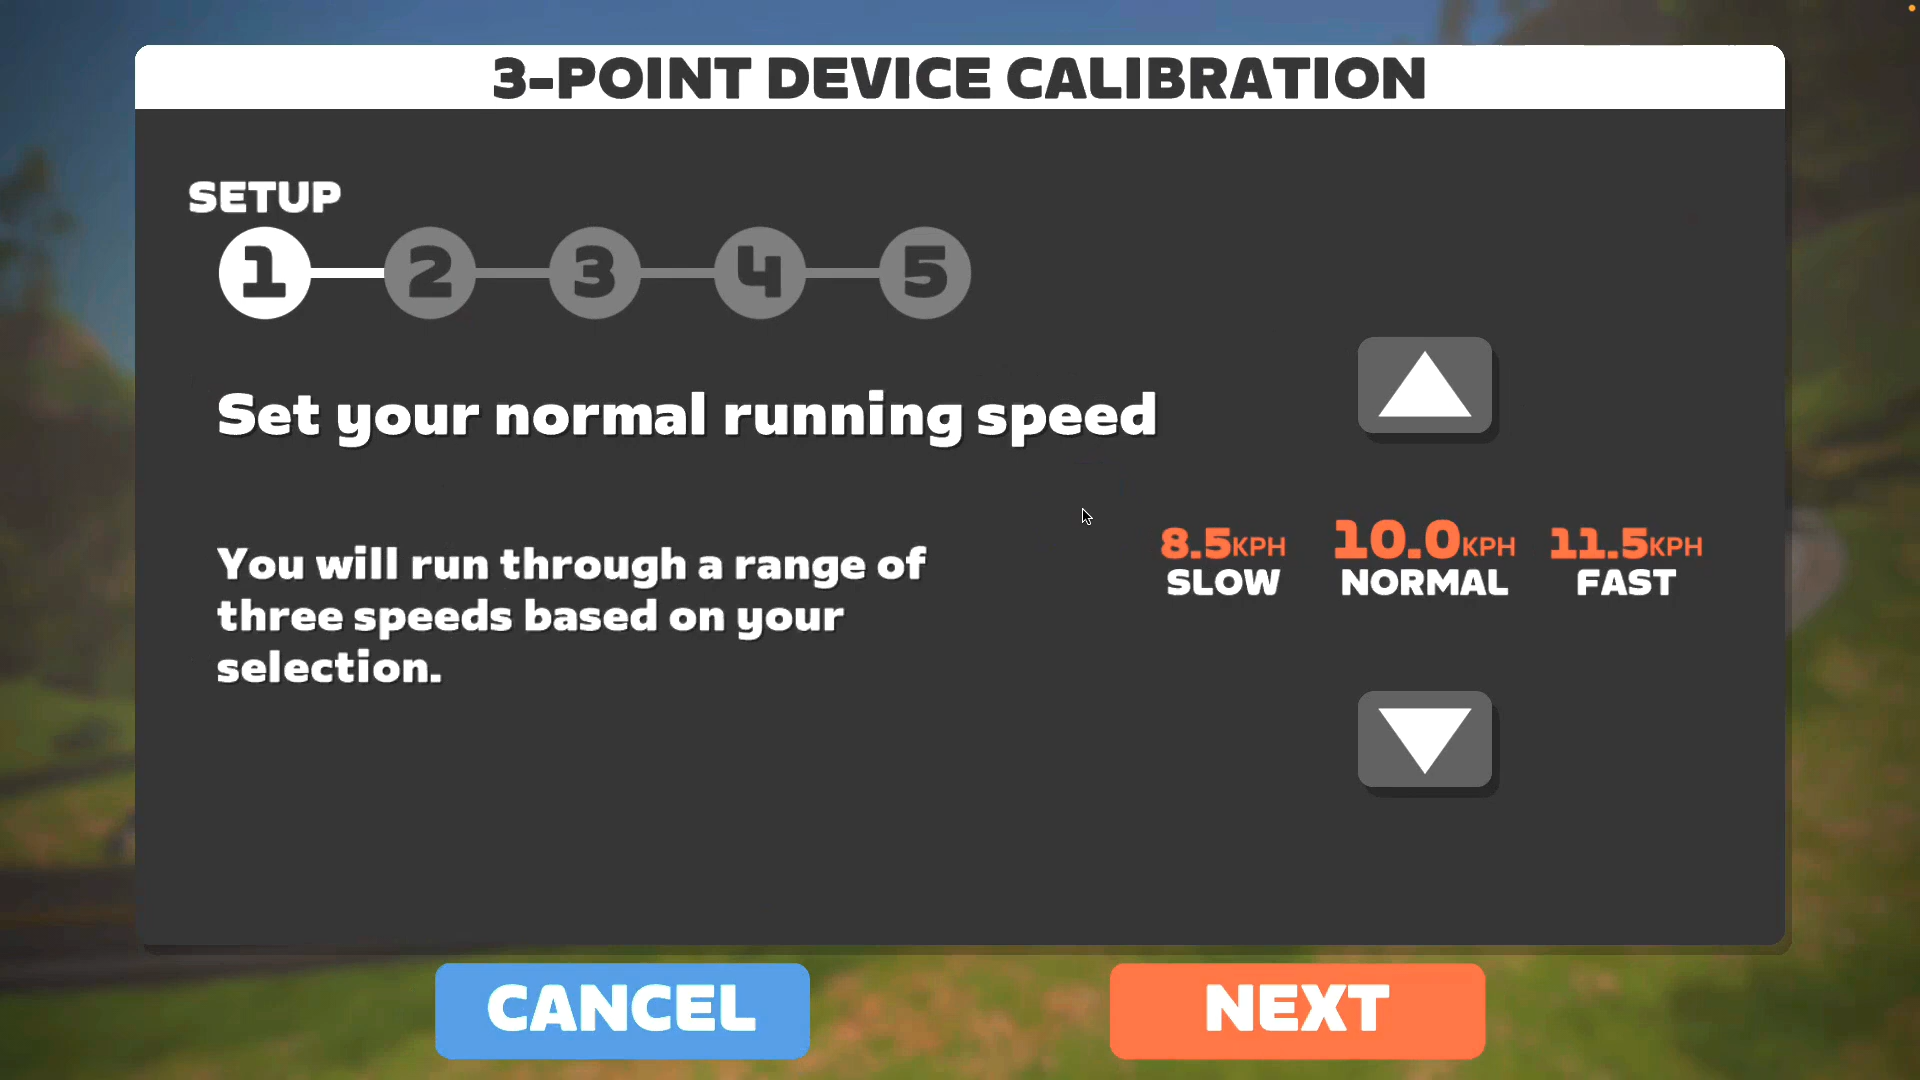 3-POINT DEVICE CALIBRATION
SETUP
1 2 3 4 5
Set your normal running speed
You will run through a range of
three speeds based on your
selection.
8.5KPH 10.0KPH 11.5KPH
SLOW NORMAL FAST
CANCEL NEXT